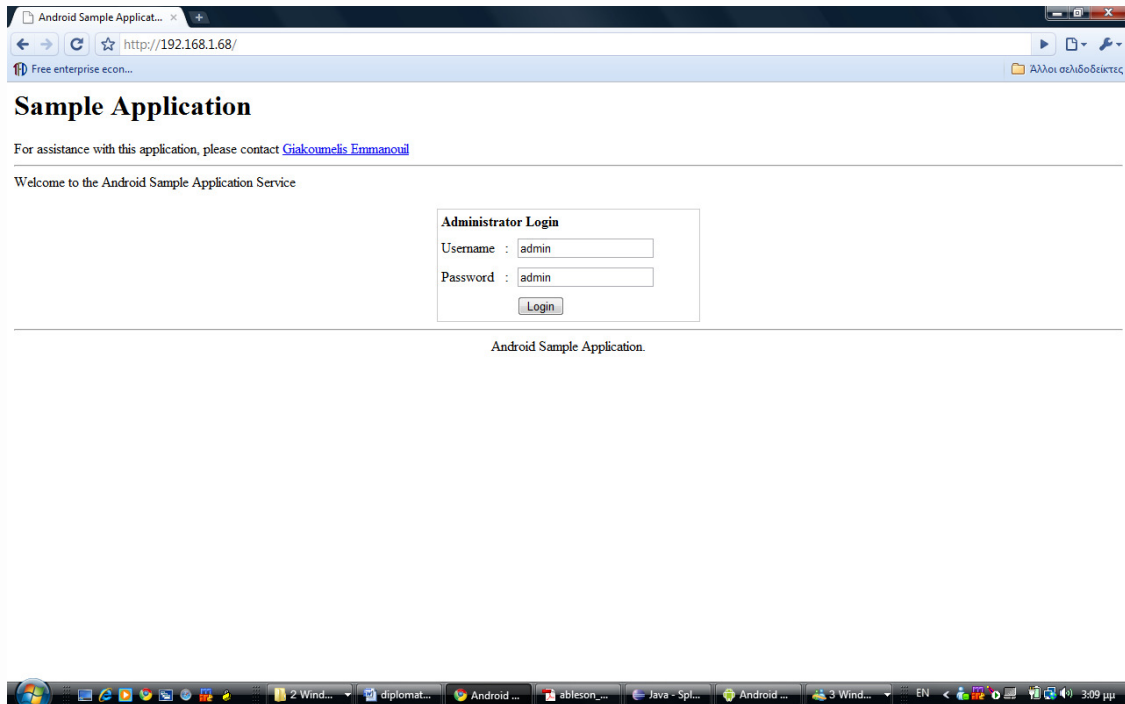 Android Sample Applicat...
http://192.168.1.68/
Free enterprise econ...
Άλλοι σελιδοδείκτες
Sample Application
For assistance with this application, please contact Giakoumelis Emmanouil
Welcome to the Android Sample Application Service
Administrator Login
Username : admin
Password : admin
Login
Android Sample Application.
2 Wind... diplomat... Android ... ableson_... Java - Spl... Android ... 3 Wind... EN 3:09 μμ